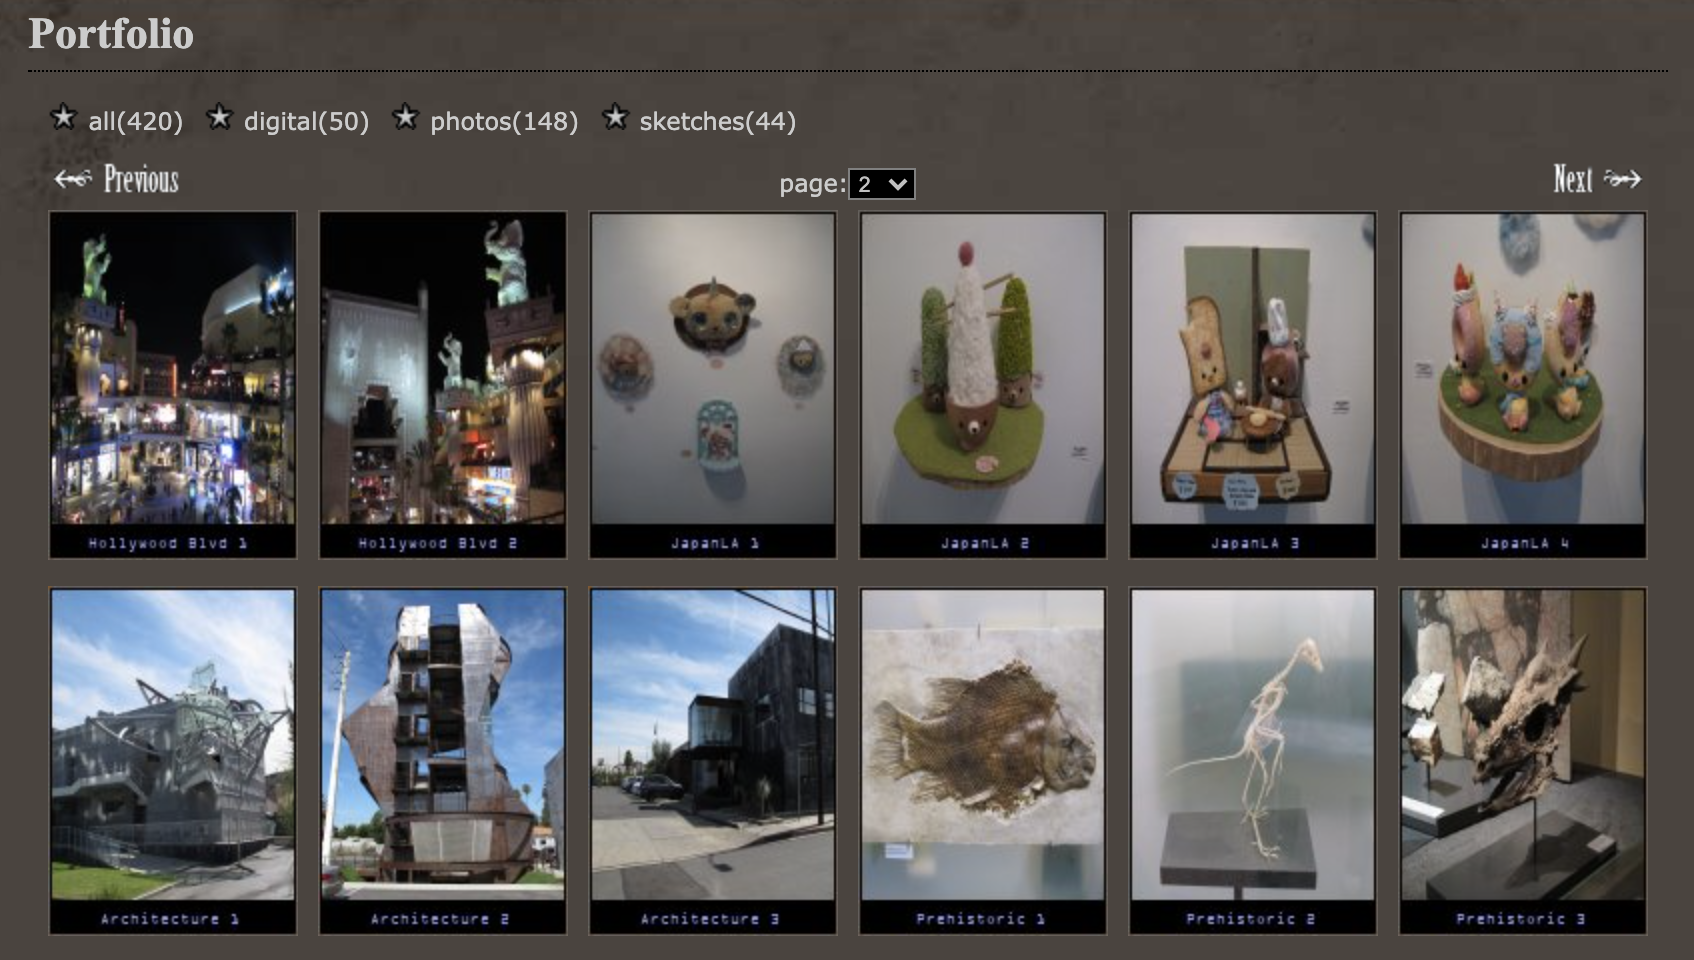 Portfolio
all(420) digital(50) photos(148) sketches(44)
Previous page: 2 Next
Hollywood Blvd 1 Hollywood Blvd 2 JapanLA 1 JapanLA 2 JapanLA 3 JapanLA 4
Architecture 1 Architecture 2 Architecture 3 Prehistoric 1 Prehistoric 2 Prehistoric 3